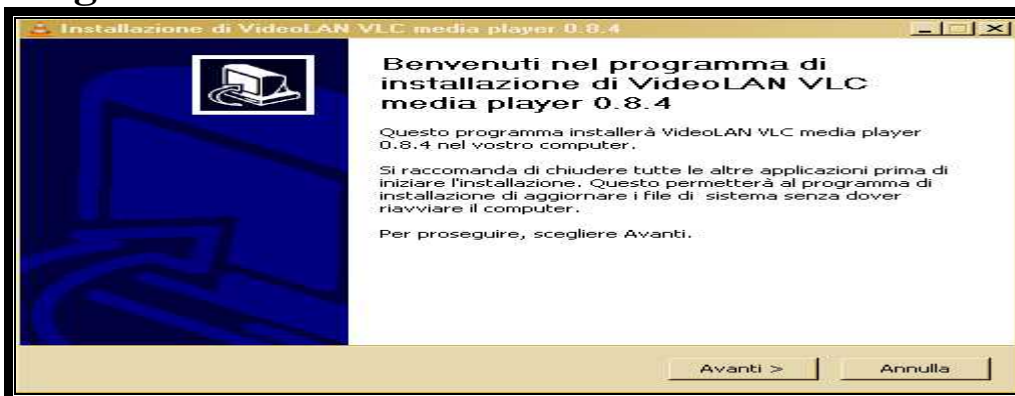 Installazione di VideoLAN VLC media player 0.8.4
Benvenuti nel programma di
installazione di VideoLAN VLC
media player 0.8.4
Questo programma installerà VideoLAN VLC media player
0.8.4 nel vostro computer.
Si raccomanda di chiudere tutte le altre applicazioni prima di
iniziare l'installazione. Questo permetterà al programma di
installazione di aggiornare i file di sistema senza dover
riavviare il computer.
Per proseguire, scegliere Avanti.
Avanti >
Annulla